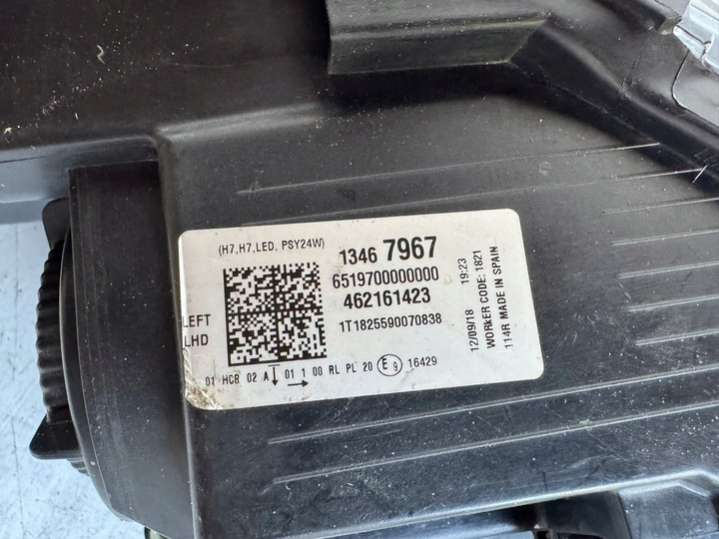 (H7,H7,LED, PSY24W)
1346 7967
6519700000000
462161423
1T1825590070838
LEFT
LHD
01 HCR 02 A 01 1 00 RL PL 20 E9 16429
12/09/18 19:23
WORKER CODE: 1821
114R MADE IN SPAIN